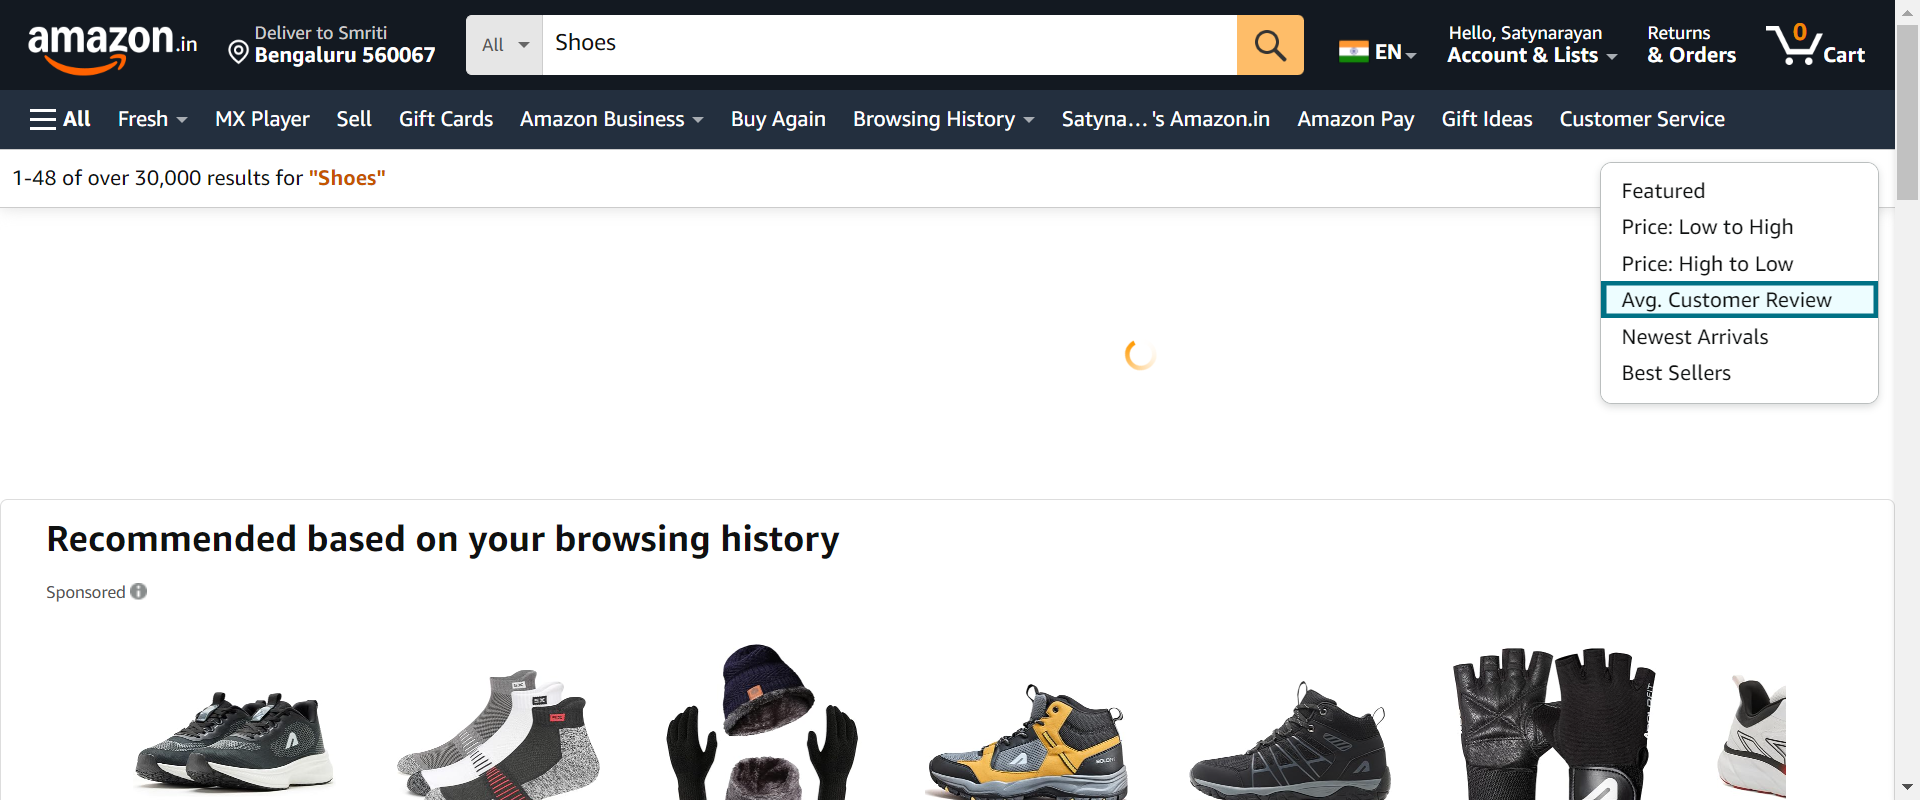 amazon.in
Deliver to Smriti
Bengaluru 560067
All
Shoes
EN
Hello, Satynarayan
Account & Lists
Returns
& Orders
0
Cart
All
Fresh
MX Player
Sell
Gift Cards
Amazon Business
Buy Again
Browsing History
Satyna...'s Amazon.in
Amazon Pay
Gift Ideas
Customer Service
1-48 of over 30,000 results for "Shoes"
Featured
Price: Low to High
Price: High to Low
Avg. Customer Review
Newest Arrivals
Best Sellers
Recommended based on your browsing history
Sponsored